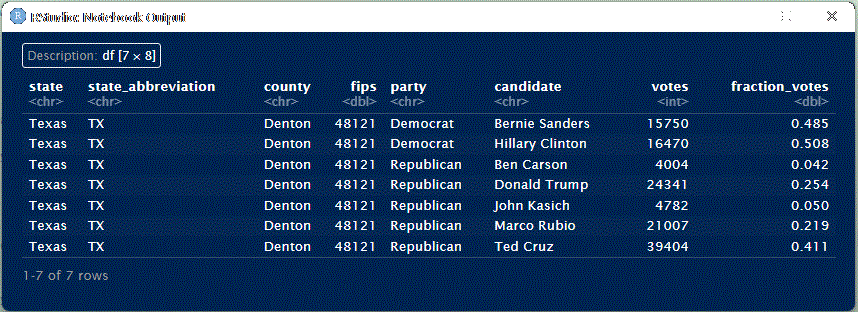 RStudio: Notebook Output
Description: df [7 × 8]
state state_abbreviation county fips party candidate votes fraction_votes
<chr> <chr> <chr> <dbl> <chr> <chr> <int> <dbl>
Texas TX Denton 48121 Democrat Bernie Sanders 15750 0.485
Texas TX Denton 48121 Democrat Hillary Clinton 16470 0.508
Texas TX Denton 48121 Republican Ben Carson 4004 0.042
Texas TX Denton 48121 Republican Donald Trump 24341 0.254
Texas TX Denton 48121 Republican John Kasich 4782 0.050
Texas TX Denton 48121 Republican Marco Rubio 21007 0.219
Texas TX Denton 48121 Republican Ted Cruz 39404 0.411
1-7 of 7 rows